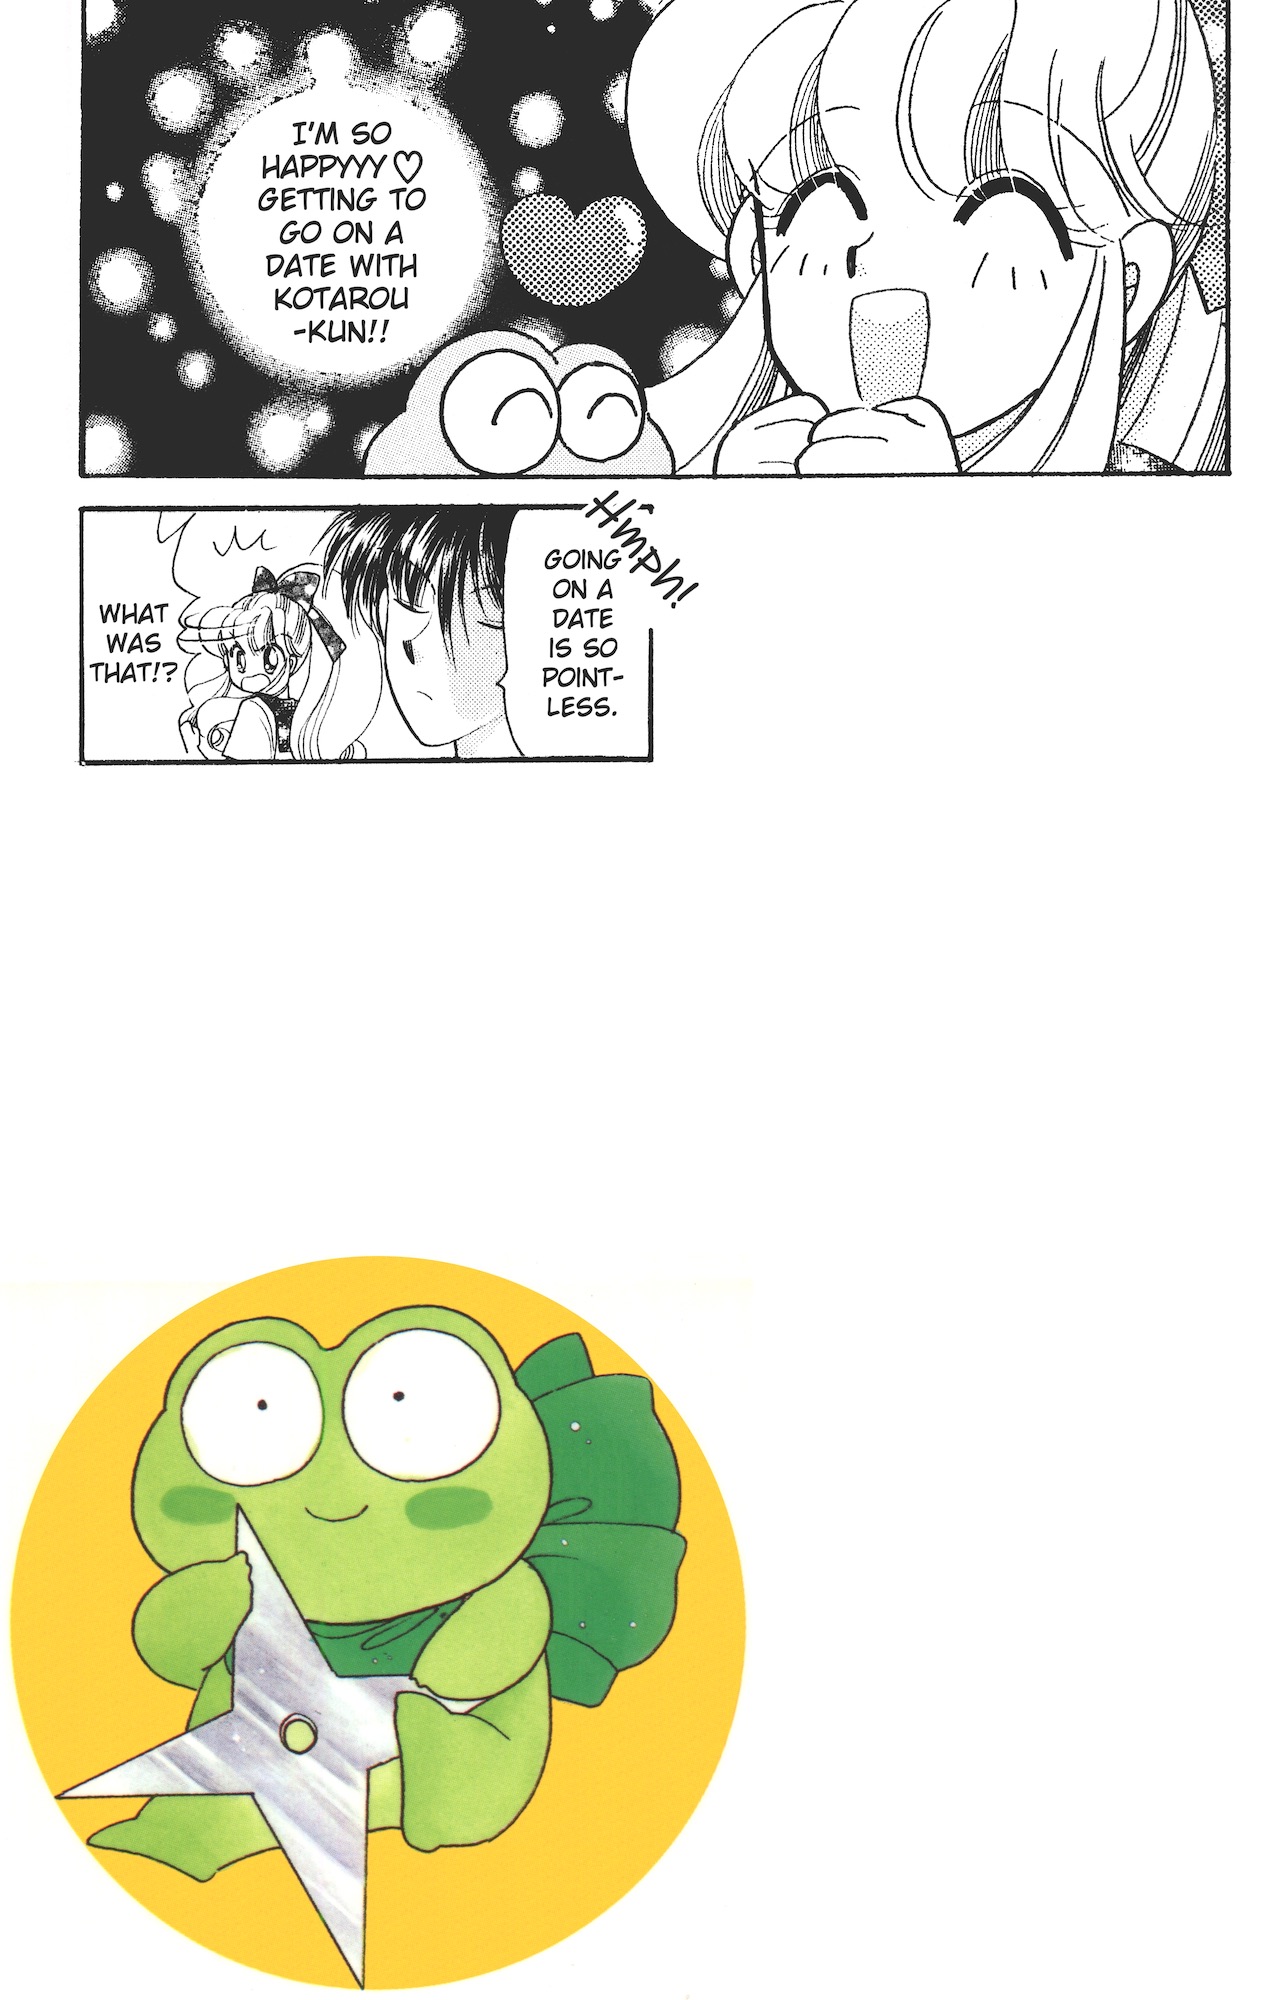 I'M SO
HAPPYYY♡
GETTING TO
GO ON A
DATE WITH
KOTAROU
-KUN!!
HMPH!
GOING
ON A
DATE
IS SO
POINT-
LESS.
WHAT
WAS
THAT!?